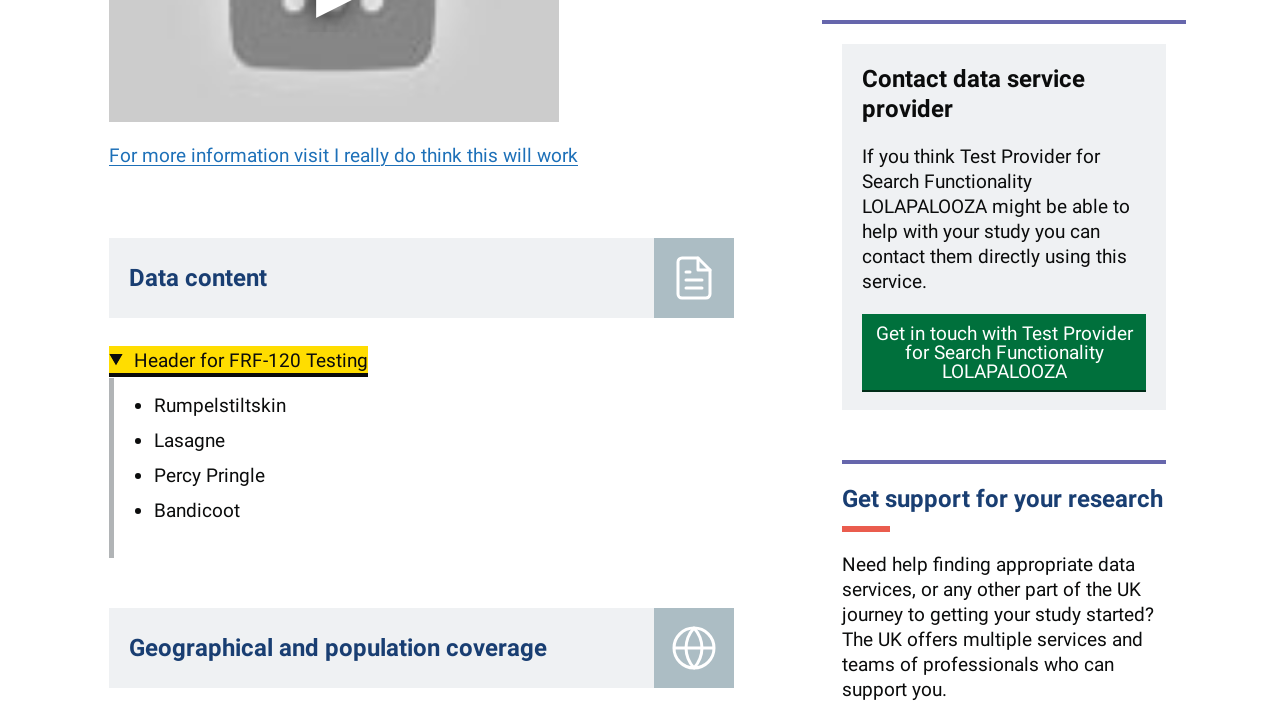 For more information visit I really do think this will work
Data content
Header for FRF-120 Testing
Rumpelstiltskin
Lasagne
Percy Pringle
Bandicoot
Geographical and population coverage
Contact data service
provider
If you think Test Provider for
Search Functionality
LOLAPALOOZA might be able to
help with your study you can
contact them directly using this
service.
Get in touch with Test Provider
for Search Functionality
LOLAPALOOZA
Get support for your research
Need help finding appropriate data
services, or any other part of the UK
journey to getting your study started?
The UK offers multiple services and
teams of professionals who can
support you.